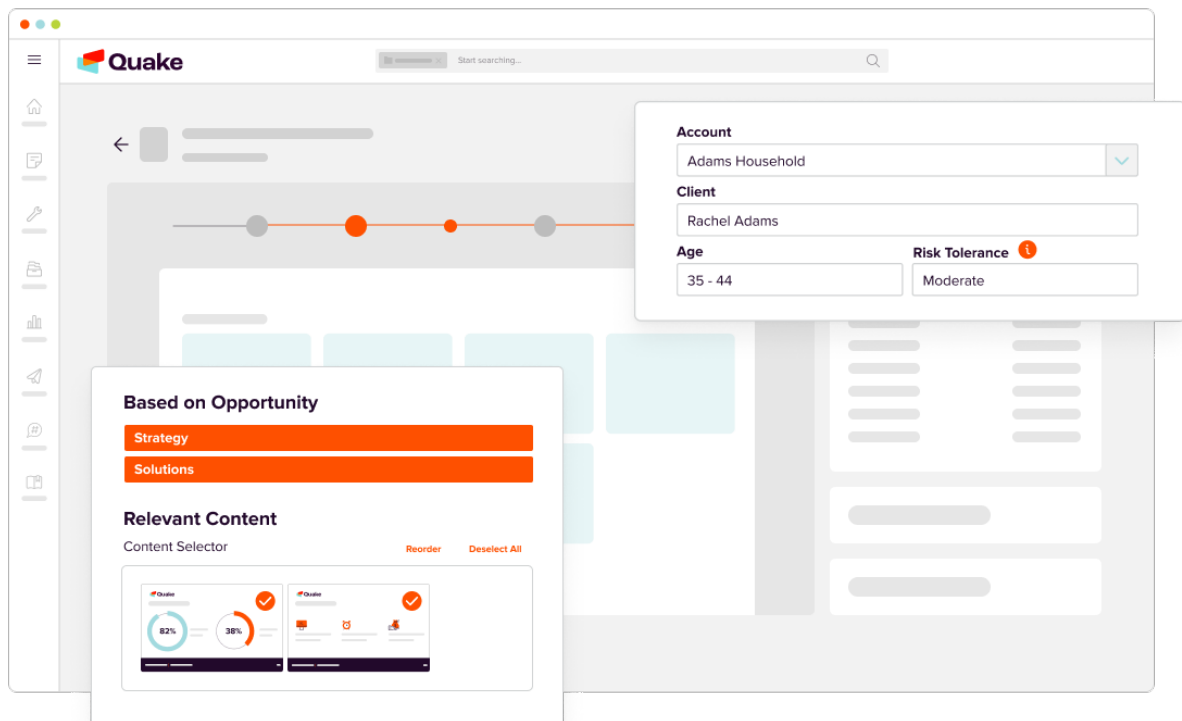 Quake
Start searching...
Account
Adams Household
Client
Rachel Adams
Age
Risk Tolerance
i
35 - 44
Moderate
Based on Opportunity
Strategy
Solutions
Relevant Content
Content Selector
Reorder
Deselect All
Quake
Quake
82%
38%